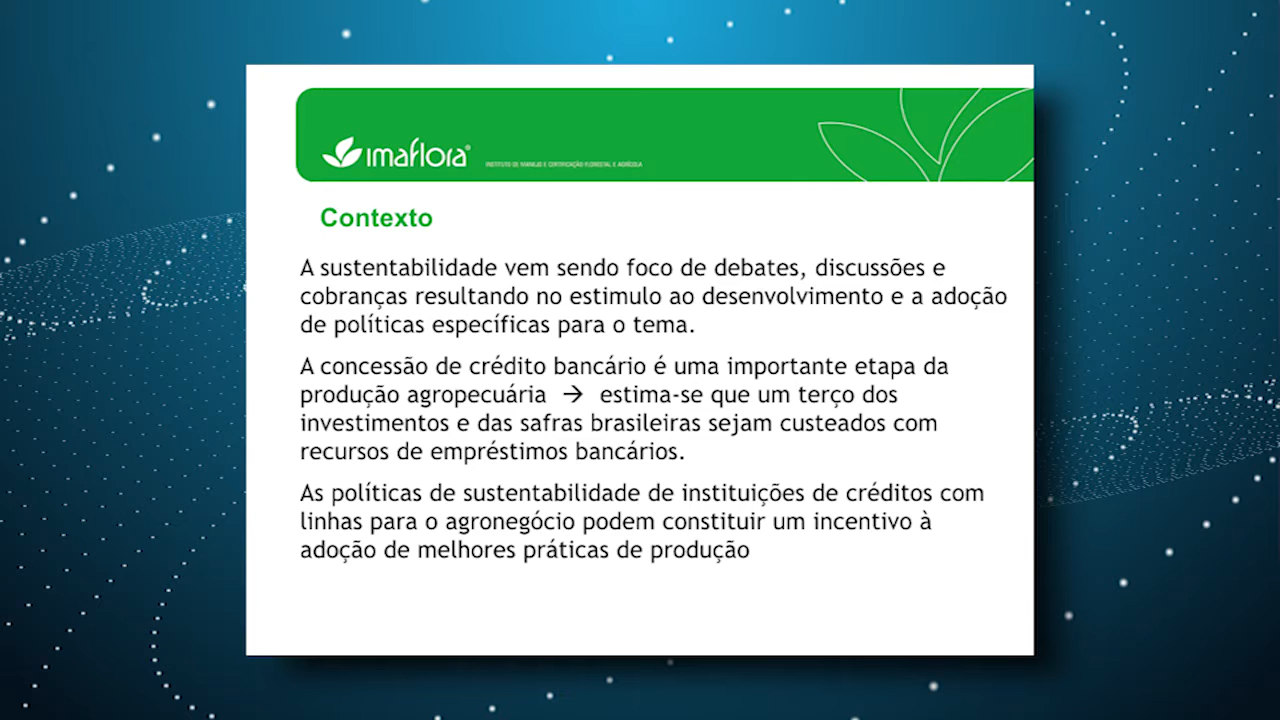 imaflora®
INSTITUTO DE MANEJO E CERTIFICAÇÃO FLORESTAL E AGRÍCOLA
Contexto
A sustentabilidade vem sendo foco de debates, discussões e
cobranças resultando no estimulo ao desenvolvimento e a adoção
de políticas específicas para o tema.
A concessão de crédito bancário é uma importante etapa da
produção agropecuária → estima-se que um terço dos
investimentos e das safras brasileiras sejam custeados com
recursos de empréstimos bancários.
As políticas de sustentabilidade de instituições de créditos com
linhas para o agronegócio podem constituir um incentivo à
adoção de melhores práticas de produção